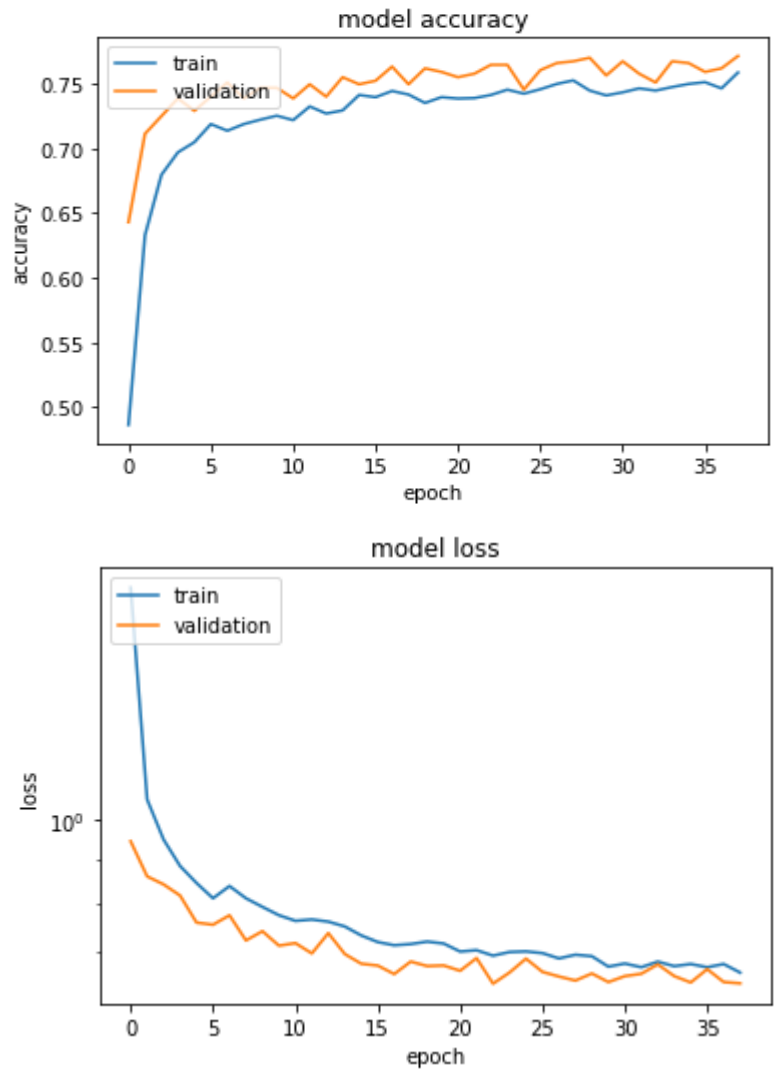 model accuracy
train
validation
0.75
0.70
0.65
0.60
0.55
0.50
accuracy
0 5 10 15 20 25 30 35
epoch
model loss
train
validation
10⁰
loss
0 5 10 15 20 25 30 35
epoch